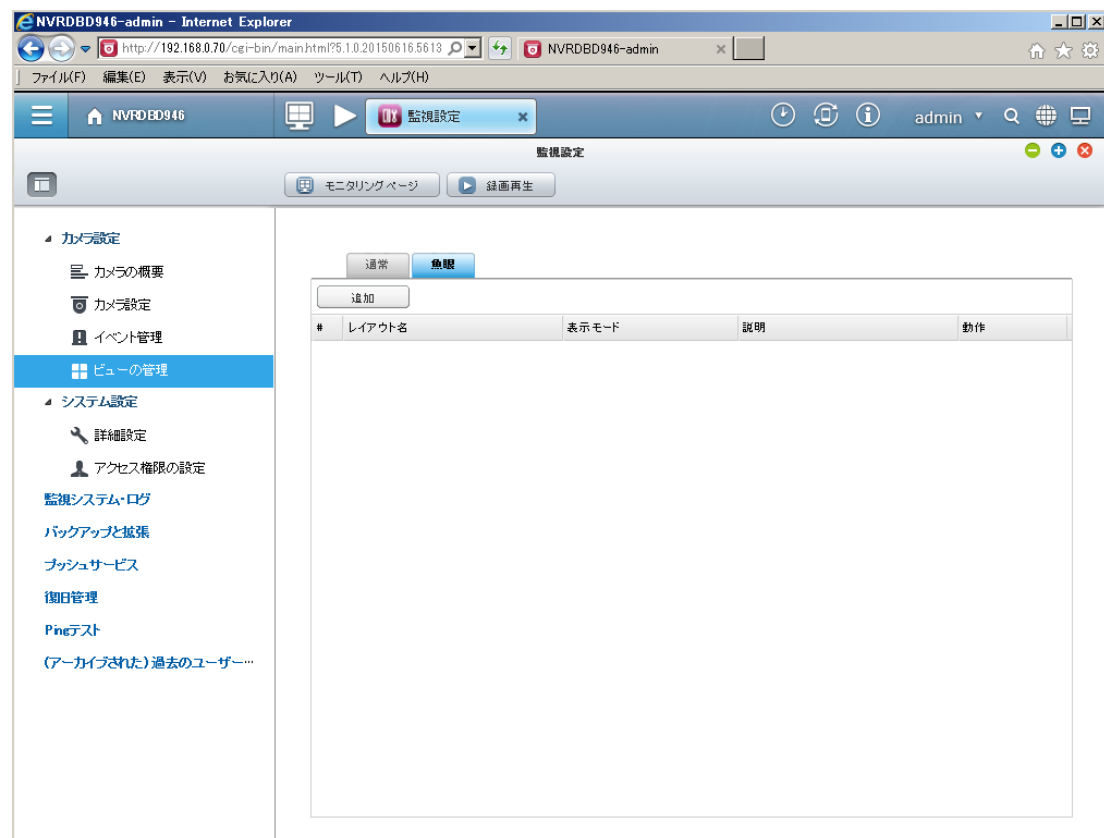 NVRDBD946-admin - Internet Explorer
http://192.168.0.70/cgi-bin/main.html?5.1.0.20150616.5613
NVRDBD946-admin
ファイル(F) 編集(E) 表示(V) お気に入り(A) ツール(T) ヘルプ(H)
NVRDBD946
監視設定
admin
監視設定
モニタリングページ
録画再生
カメラ設定
カメラの概要
カメラ設定
イベント管理
ビューの管理
システム設定
詳細設定
アクセス権限の設定
監視システム・ログ
バックアップと拡張
プッシュサービス
復旧管理
Pingテスト
(アーカイブされた)過去のユーザー…
通常 魚眼
追加
# レイアウト名 表示モード 説明 動作